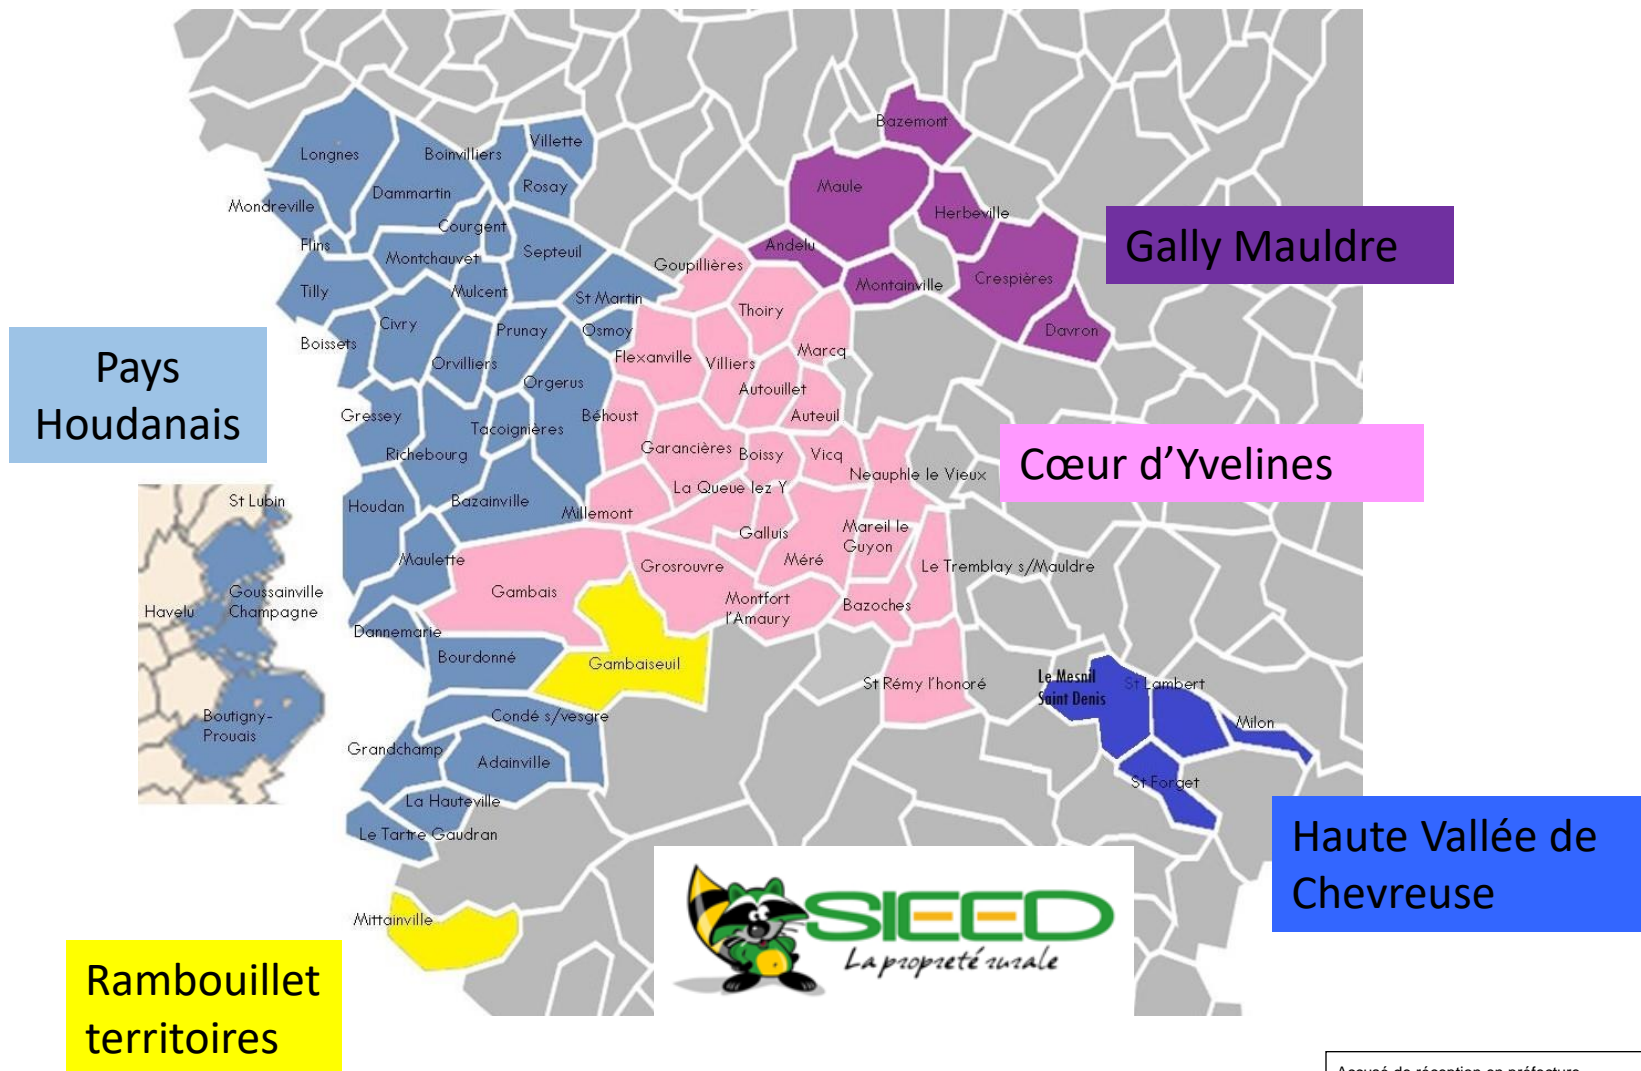 Bazemont
Villette
Longnes
Boinvilliers
Maule
Rosay
Dammartin
Mondreville
Herbeville
Courgent
Gally Mauldre
Flins
Septeuil
Andelu
Montchauvet
Goupillières
Crespières
Montainville
Tilly
Mulcent
St Martin
Thoiry
Civry
Prunay
Osmoy
Davron
Boissets
Marcq
Flexanville
Villiers
Orvilliers
Pays
Houdanais
Orgerus
Autouillet
Gressey
Béhoust
Auteuil
Tacoignières
Garancières
Boissy
Vicq
Richebourg
Cœur d’Yvelines
Neauphle le Vieux
La Queue lez Y
St Lubin
Houdan
Bazainville
Millemont
Galluis
Mareil le
Guyon
Maulette
Méré
Grosrouvre
Le Tremblay s/Mauldre
Goussainville
Champagne
Gambais
Havelu
Montfort
l'Amaury
Bazoches
Dannemarie
Bourdonné
Gambaiseuil
St Rémy l'honoré
Le Mesnil
Saint Denis
St Lambert
Boutigny-
Prouais
Condé s/vesgre
Milon
Grandchamp
Adainville
St Forget
La Hauteville
Le Tartre Gaudran
Haute Vallée de
Chevreuse
Mittainville
SIEED
La propreté rurale
Rambouillet
territoires
Accusé de réception en préfecture